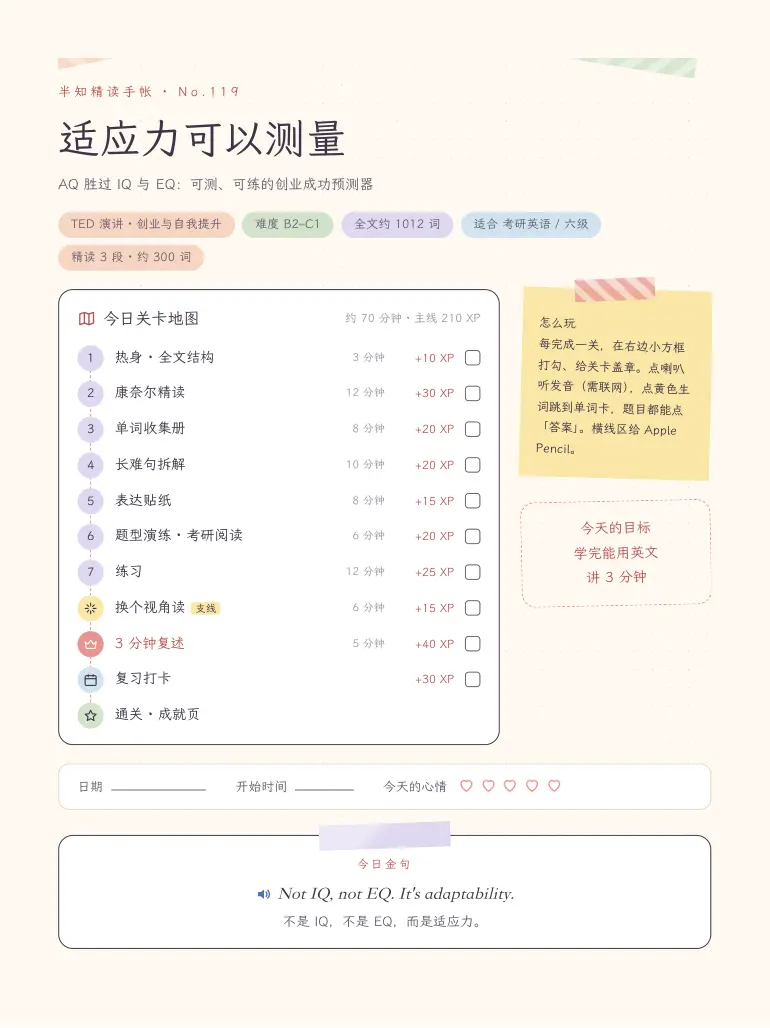 半知精读手帐 · No.119
适应力可以测量
AQ 胜过 IQ 与 EQ：可测、可练的创业成功预测器
TED 演讲·创业与自我提升 难度 B2–C1 全文约 1012 词 适合 考研英语 / 六级
精读 3 段·约 300 词
今日关卡地图 约 70 分钟·主线 210 XP
1 热身·全文结构 3 分钟 +10 XP
2 康奈尔精读 12 分钟 +30 XP
3 单词收集册 8 分钟 +20 XP
4 长难句拆解 10 分钟 +20 XP
5 表达贴纸 8 分钟 +15 XP
6 题型演练·考研阅读 6 分钟 +20 XP
7 练习 12 分钟 +25 XP
换个视角读 支线 6 分钟 +15 XP
3 分钟复述 5 分钟 +40 XP
复习打卡 +30 XP
通关·成就页
怎么玩
每完成一关，在右边小方框
打勾、给关卡盖章。点喇叭
听发音（需联网），点黄色生
词跳到单词卡，题目都能点
「答案」。横线区给 Apple
Pencil。
今天的目标
学完能用英文
讲 3 分钟
日期 开始时间 今天的心情
今日金句
Not IQ, not EQ. It's adaptability.
不是 IQ，不是 EQ，而是适应力。